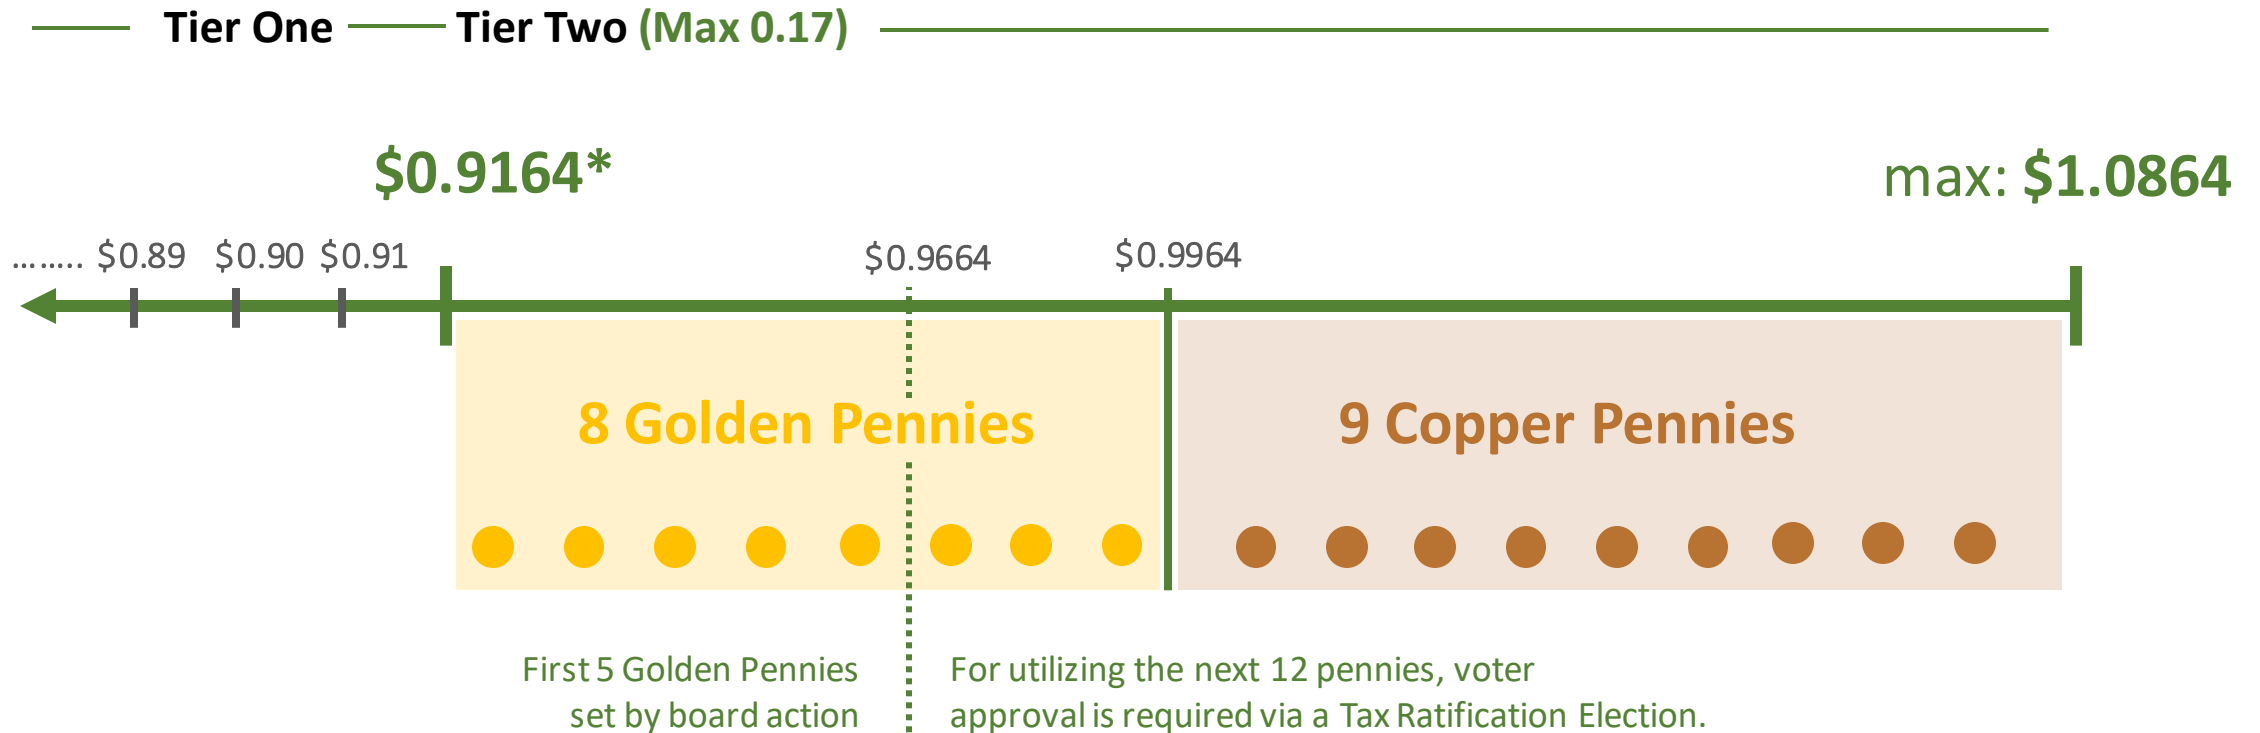 Tier One
Tier Two (Max 0.17)
$0.9164*
max: $1.0864
........ $0.89 $0.90 $0.91
$0.9664
$0.9964
8 Golden Pennies
9 Copper Pennies
First 5 Golden Pennies
set by board action
For utilizing the next 12 pennies, voter
approval is required via a Tax Ratification Election.